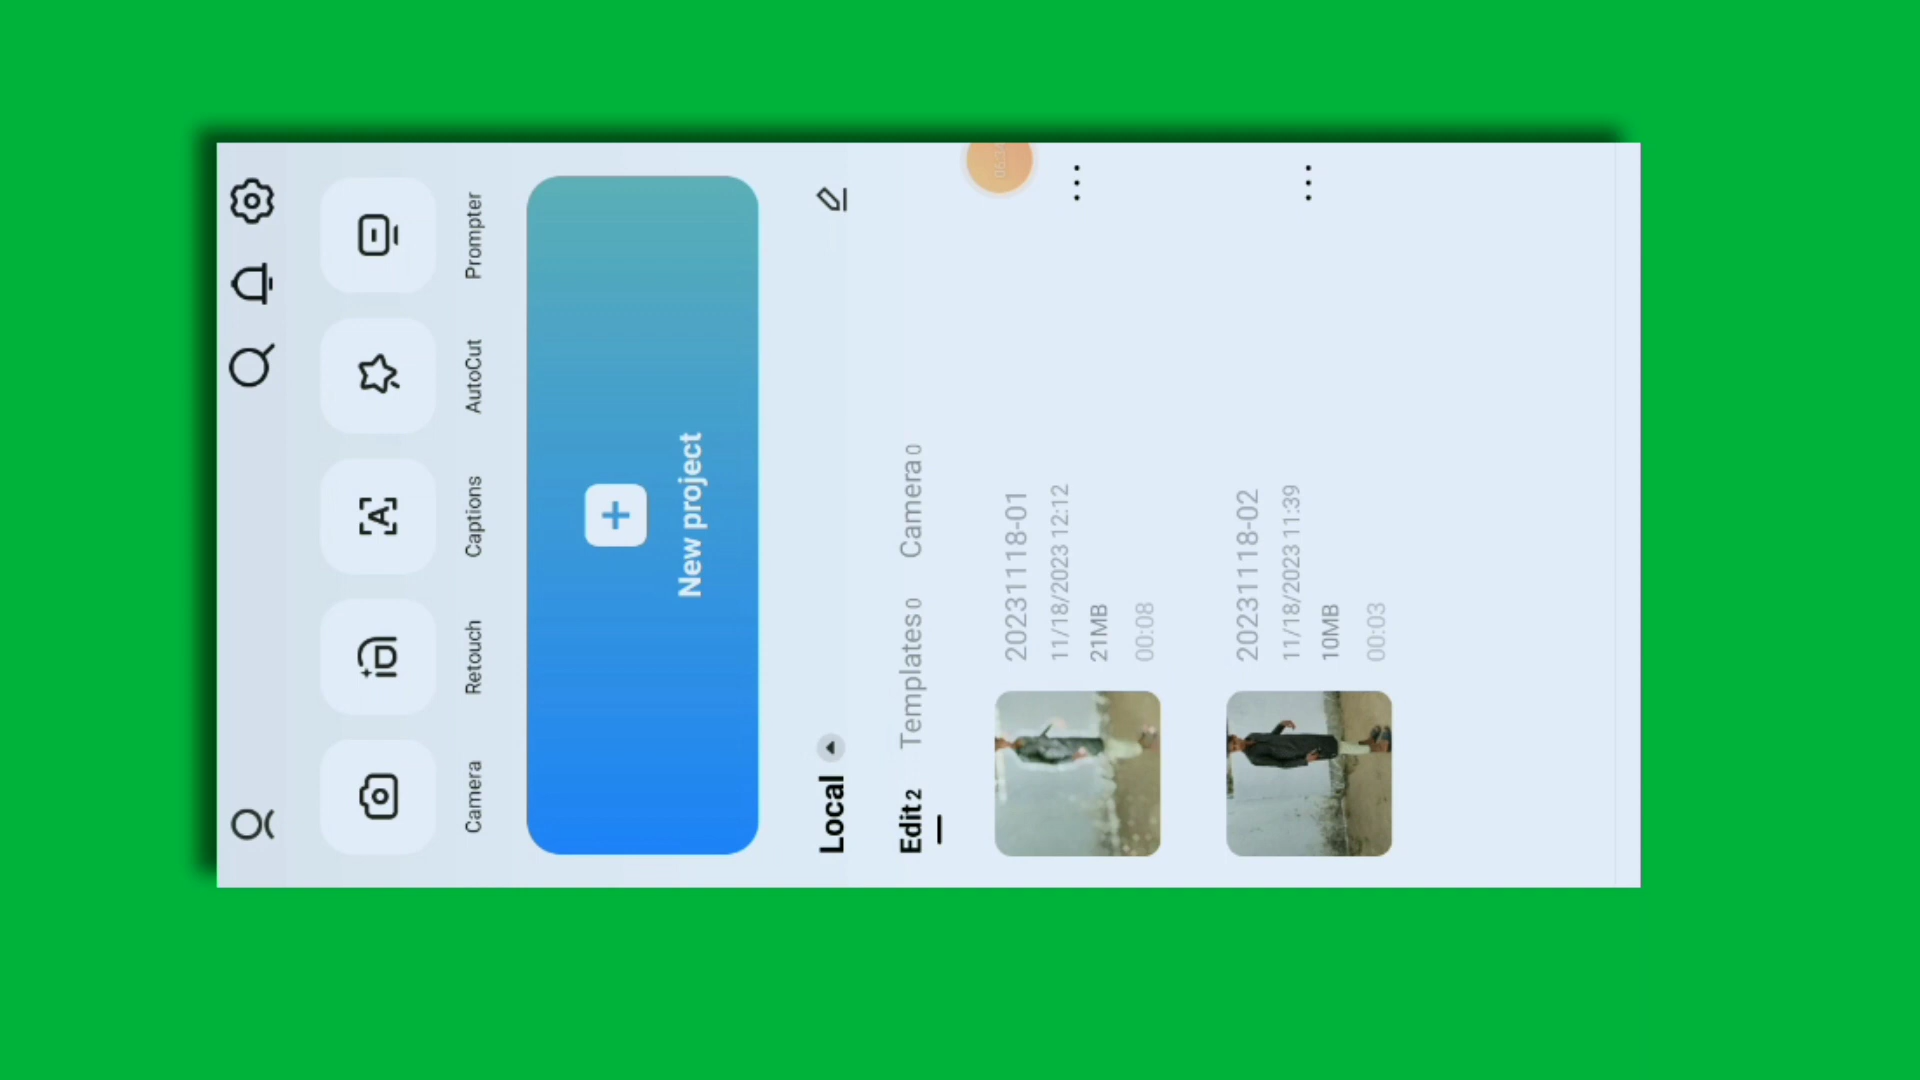 Camera
Retouch
Captions
AutoCut
Prompter
New project
Local
Edit 2
Templates 0
Camera 0
20231118-01
11/18/2023 12:12
21MB
00:08
20231118-02
11/18/2023 11:39
10MB
00:03